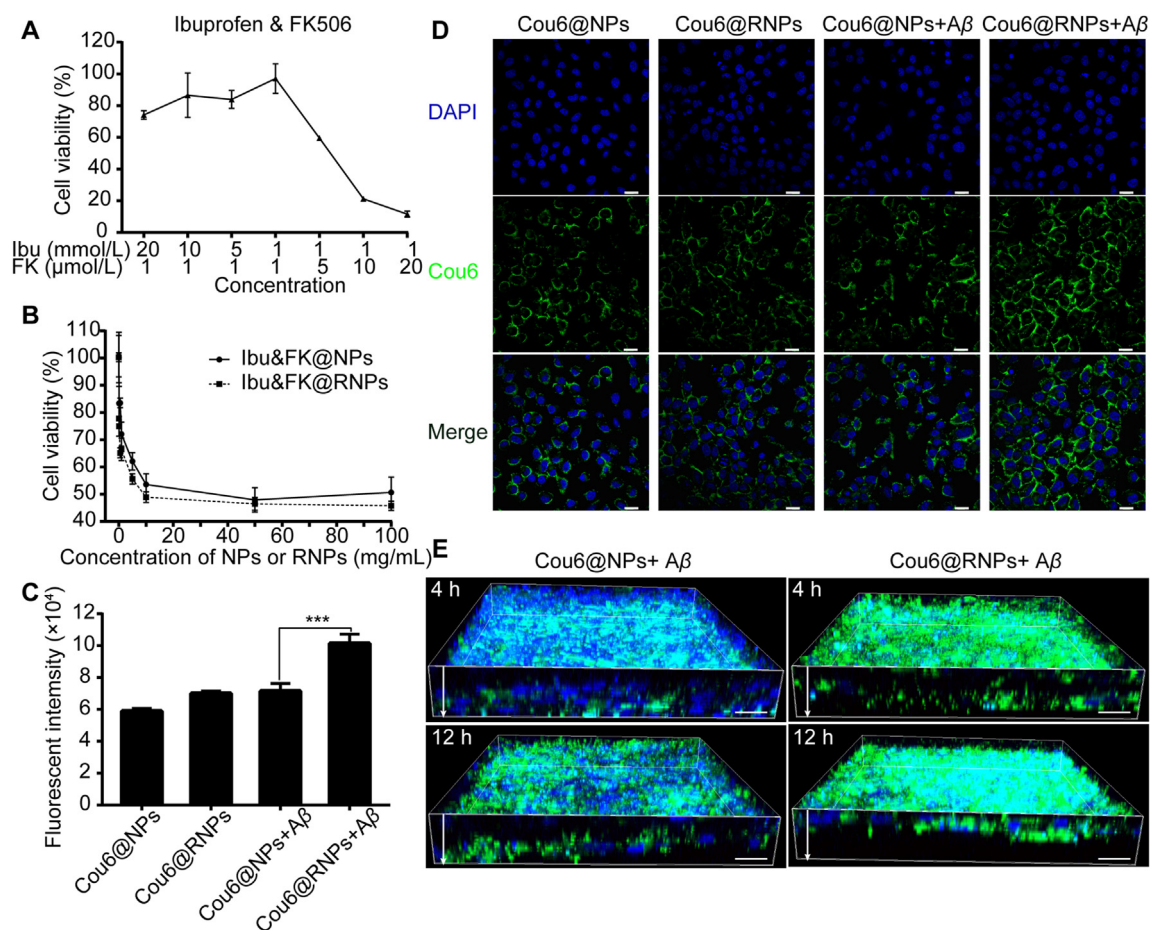 A
Ibuprofen & FK506
Cell viability (%)
120
100
80
60
40
20
0
Ibu (mmol/L) 20 10 5 1 1 1 1
FK (μmol/L) 1 1 1 1 5 10 20
Concentration
B
Cell viability (%)
110
100
90
80
70
60
50
40
Ibu&FK@NPs
Ibu&FK@RNPs
0 20 40 60 80 100
Concentration of NPs or RNPs (mg/mL)
C
Fluorescent intensity (×10⁴)
12
10
8
6
4
2
0
***
Cou6@NPs
Cou6@RNPs
Cou6@NPs+Aβ
Cou6@RNPs+Aβ
D
Cou6@NPs Cou6@RNPs Cou6@NPs+Aβ Cou6@RNPs+Aβ
DAPI
Cou6
Merge
E
Cou6@NPs+ Aβ Cou6@RNPs+ Aβ
4 h 4 h
12 h 12 h